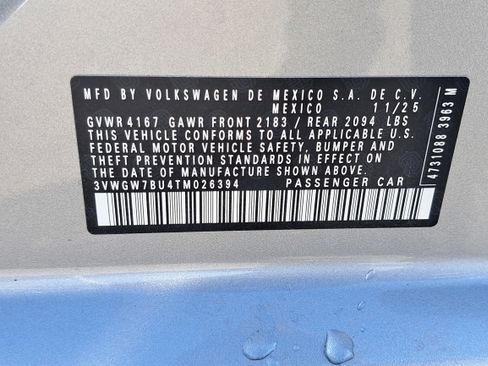 MFD BY VOLKSWAGEN DE MEXICO S.A. DE C.V.
MEXICO 11/25
GVWR 4167 GAWR FRONT 2183 / REAR 2094 LBS
THIS VEHICLE CONFORMS TO ALL APPLICABLE U.S.
FEDERAL MOTOR VEHICLE SAFETY, BUMPER AND
THEFT PREVENTION STANDARDS IN EFFECT ON THE
DATE OF MANUFACTURE SHOWN ABOVE.
3VWGW7BU4TM026394 PASSENGER CAR
4731088 3963 M